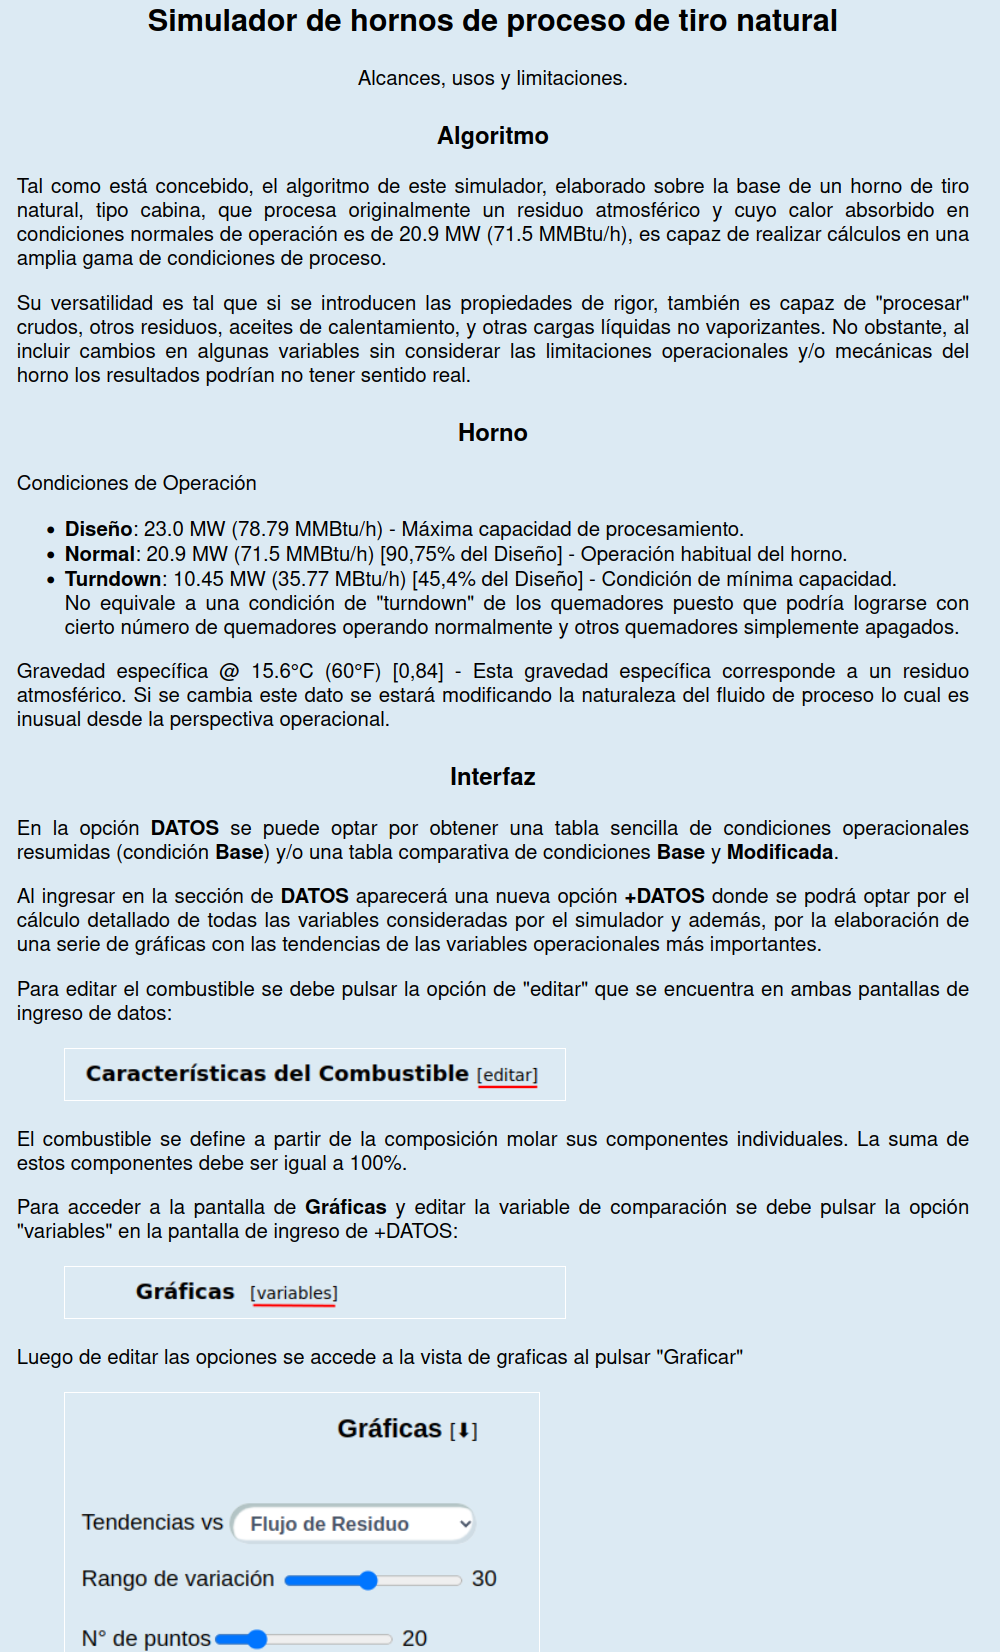 Simulador de hornos de proceso de tiro natural
Alcances, usos y limitaciones.
Algoritmo
Tal como está concebido, el algoritmo de este simulador, elaborado sobre la base de un horno de tiro
natural, tipo cabina, que procesa originalmente un residuo atmosférico y cuyo calor absorbido en
condiciones normales de operación es de 20.9 MW (71.5 MMBtu/h), es capaz de realizar cálculos en una
amplia gama de condiciones de proceso.
Su versatilidad es tal que si se introducen las propiedades de rigor, también es capaz de "procesar"
crudos, otros residuos, aceites de calentamiento, y otras cargas líquidas no vaporizantes. No obstante, al
incluir cambios en algunas variables sin considerar las limitaciones operacionales y/o mecánicas del
horno los resultados podrían no tener sentido real.
Horno
Condiciones de Operación
• Diseño: 23.0 MW (78.79 MMBtu/h) - Máxima capacidad de procesamiento.
• Normal: 20.9 MW (71.5 MMBtu/h) [90,75% del Diseño] - Operación habitual del horno.
• Turndown: 10.45 MW (35.77 MBtu/h) [45,4% del Diseño] - Condición de mínima capacidad.
No equivale a una condición de "turndown" de los quemadores puesto que podría lograrse con
cierto número de quemadores operando normalmente y otros quemadores simplemente apagados.
Gravedad específica @ 15.6°C (60°F) [0,84] - Esta gravedad específica corresponde a un residuo
atmosférico. Si se cambia este dato se estará modificando la naturaleza del fluido de proceso lo cual es
inusual desde la perspectiva operacional.
Interfaz
En la opción DATOS se puede optar por obtener una tabla sencilla de condiciones operacionales
resumidas (condición Base) y/o una tabla comparativa de condiciones Base y Modificada.
Al ingresar en la sección de DATOS aparecerá una nueva opción +DATOS donde se podrá optar por el
cálculo detallado de todas las variables consideradas por el simulador y además, por la elaboración de
una serie de gráficas con las tendencias de las variables operacionales más importantes.
Para editar el combustible se debe pulsar la opción de "editar" que se encuentra en ambas pantallas de
ingreso de datos:
Características del Combustible [editar]
El combustible se define a partir de la composición molar sus componentes individuales. La suma de
estos componentes debe ser igual a 100%.
Para acceder a la pantalla de Gráficas y editar la variable de comparación se debe pulsar la opción
"variables" en la pantalla de ingreso de +DATOS:
Gráficas [variables]
Luego de editar las opciones se accede a la vista de graficas al pulsar "Graficar"
Gráficas [⬇]
Tendencias vs Flujo de Residuo
Rango de variación 30
N° de puntos 20